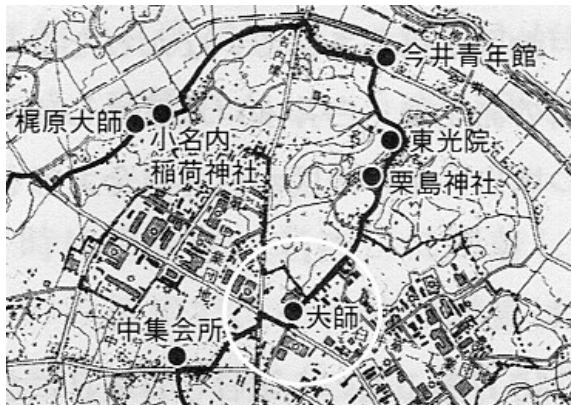 今井青年館
梶原大師
小名内
稲荷神社
東光院
栗島神社
大師
中集会所